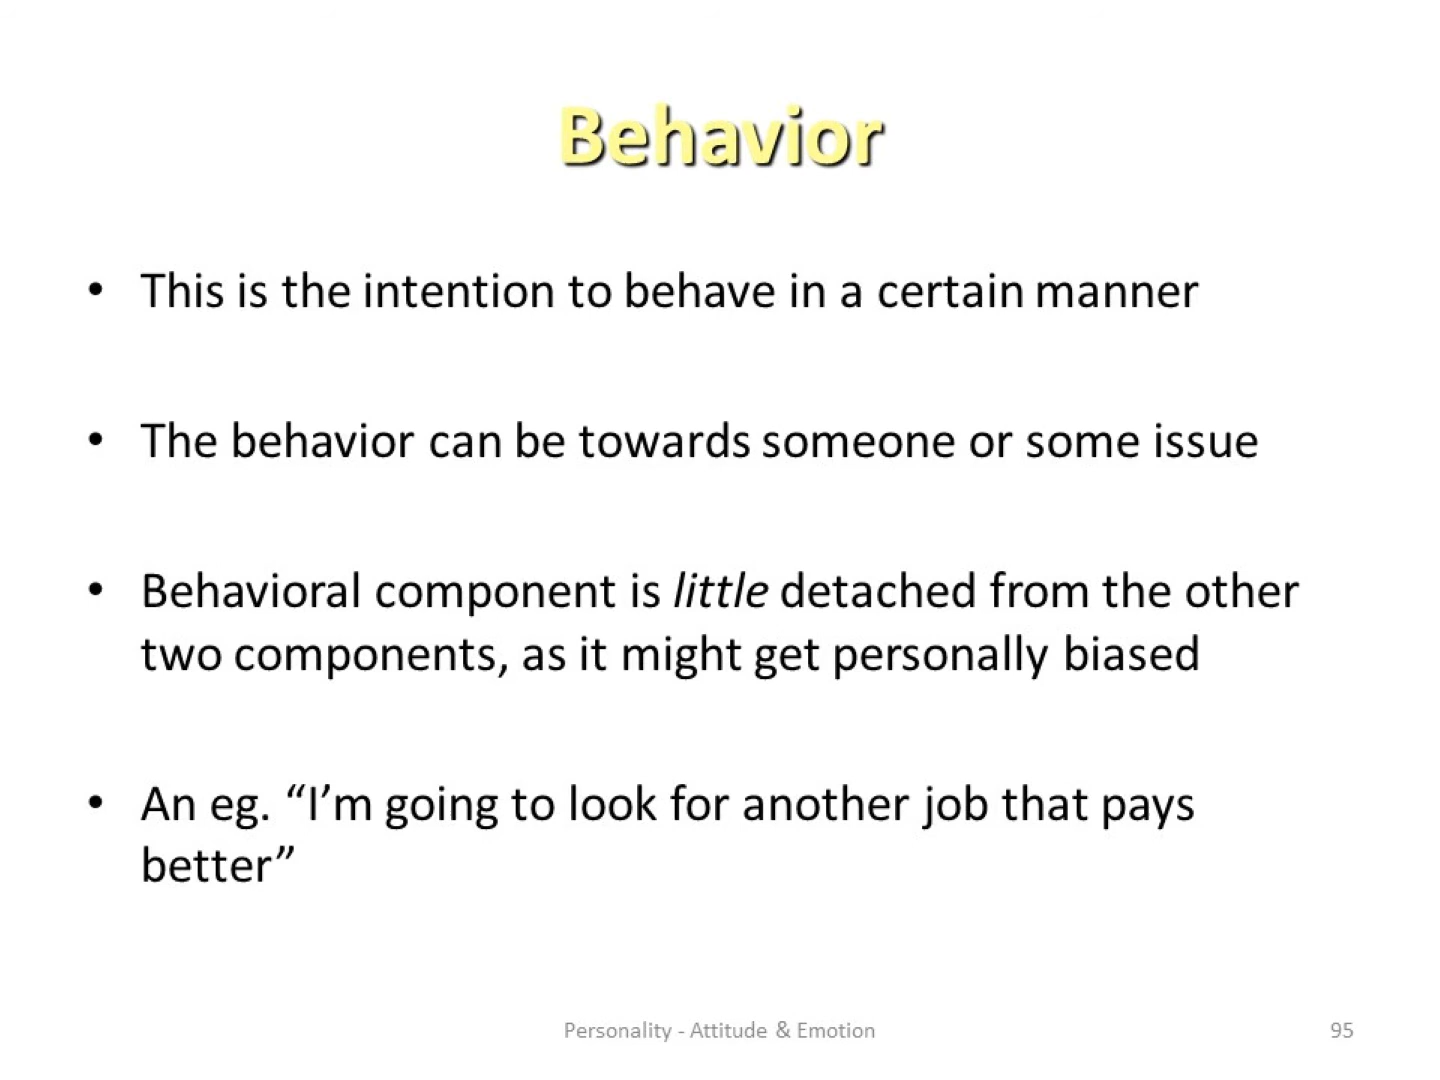 Behavior
• This is the intention to behave in a certain manner
• The behavior can be towards someone or some issue
• Behavioral component is little detached from the other
two components, as it might get personally biased
• An eg. “I’m going to look for another job that pays
better”
Personality - Attitude & Emotion
95